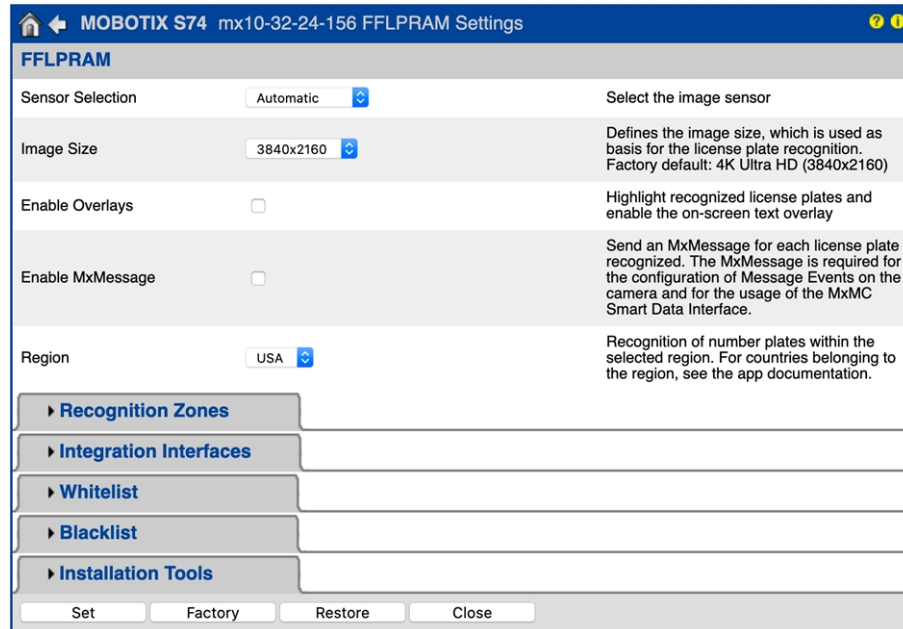 MOBOTIX S74 mx10-32-24-156 FFLPRAM Settings
? i
FFLPRAM
Sensor Selection
Automatic
Select the image sensor
Image Size
3840x2160
Defines the image size, which is used as
basis for the license plate recognition.
Factory default: 4K Ultra HD (3840x2160)
Enable Overlays
Highlight recognized license plates and
enable the on-screen text overlay
Enable MxMessage
Send an MxMessage for each license plate
recognized. The MxMessage is required for
the configuration of Message Events on the
camera and for the usage of the MxMC
Smart Data Interface.
Region
USA
Recognition of number plates within the
selected region. For countries belonging to
the region, see the app documentation.
Recognition Zones
Integration Interfaces
Whitelist
Blacklist
Installation Tools
Set Factory Restore Close